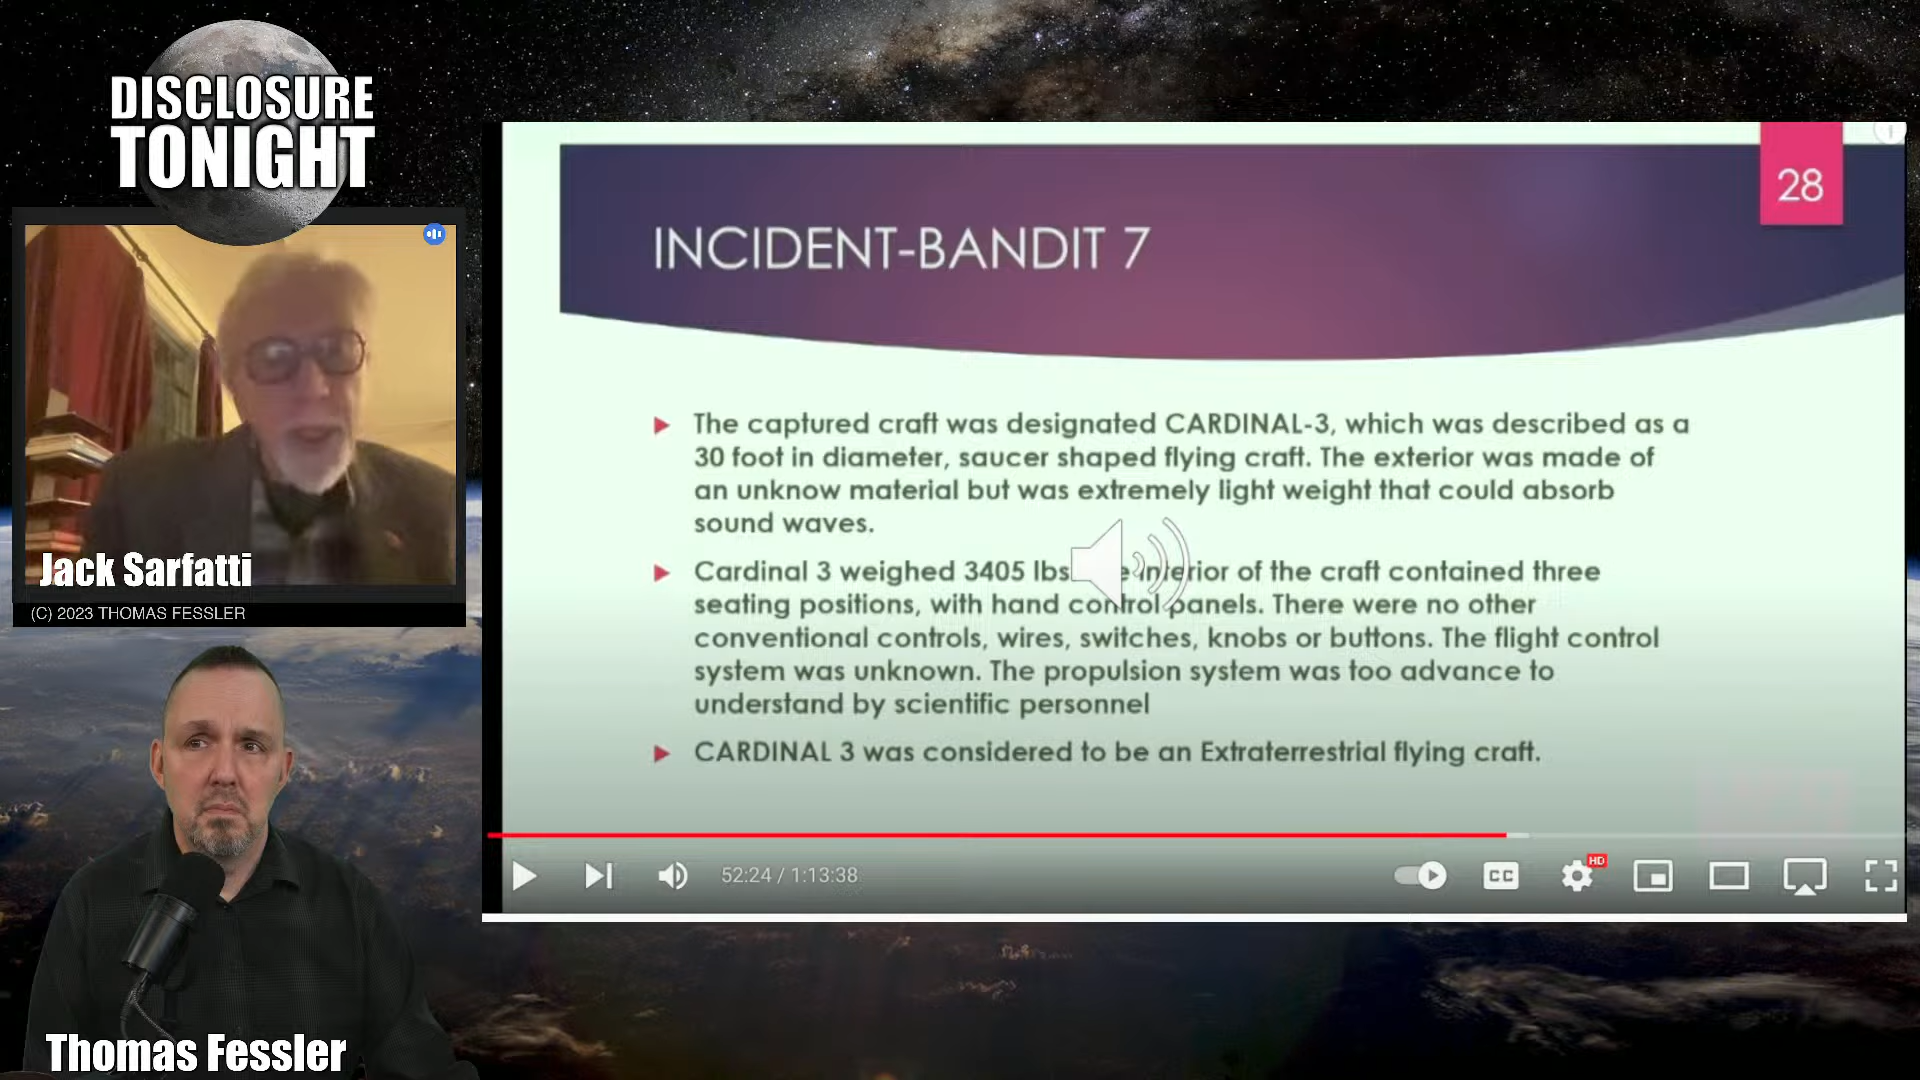 DISCLOSURE
TONIGHT
Jack Sarfatti
(C) 2023 THOMAS FESSLER
Thomas Fessler
28
INCIDENT-BANDIT 7
The captured craft was designated CARDINAL-3, which was described as a
30 foot in diameter, saucer shaped flying craft. The exterior was made of
an unknow material but was extremely light weight that could absorb
sound waves.
Cardinal 3 weighed 3405 lbs interior of the craft contained three
seating positions, with hand control panels. There were no other
conventional controls, wires, switches, knobs or buttons. The flight control
system was unknown. The propulsion system was too advance to
understand by scientific personnel
CARDINAL 3 was considered to be an Extraterrestrial flying craft.
52:24 / 1:13:38
CC
HD